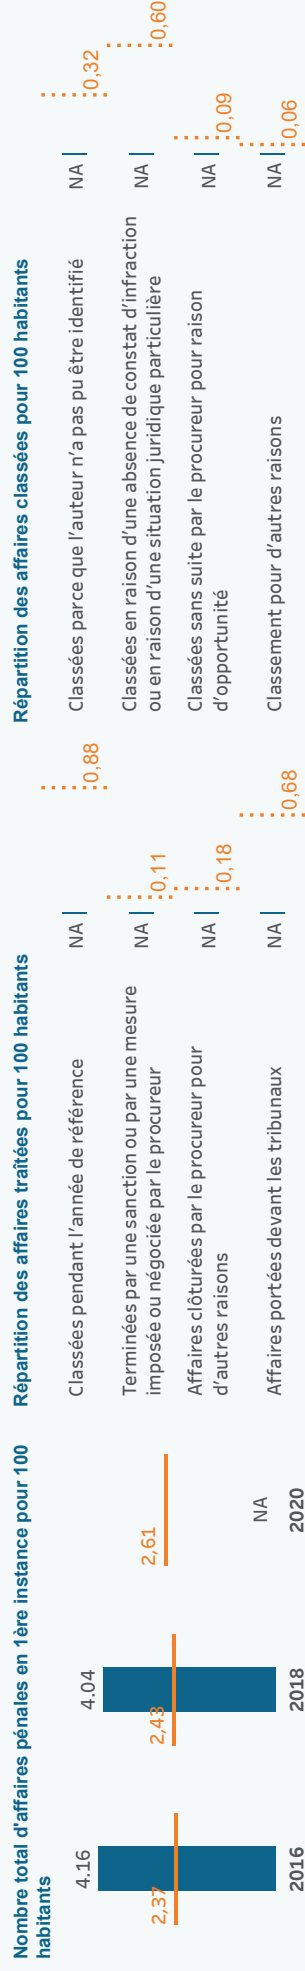 Nombre total d'affaires pénales en 1ère instance pour 100
habitants
4.16
2,37
2016
4.04
2,43
2018
2,61
NA
2020
Répartition des affaires traîtées pour 100 habitants
Classées pendant l'année de référence
NA
0,88
Terminées par une sanction ou par une mesure
imposée ou négociée par le procureur
NA
0,11
Affaires clôturées par le procureur pour
d'autres raisons
NA
0,18
Affaires portées devant les tribunaux
NA
0,68
Répartition des affaires classées pour 100 habitants
Classées parce que l'auteur n'a pas pu être identifié
NA
0,32
Classées en raison d'une absence de constat d'infraction
ou en raison d'une situation juridique particulière
NA
0,60
Classées sans suite par le procureur pour raison
d'opportunité
NA
0,09
Classement pour d'autres raisons
NA
0,06